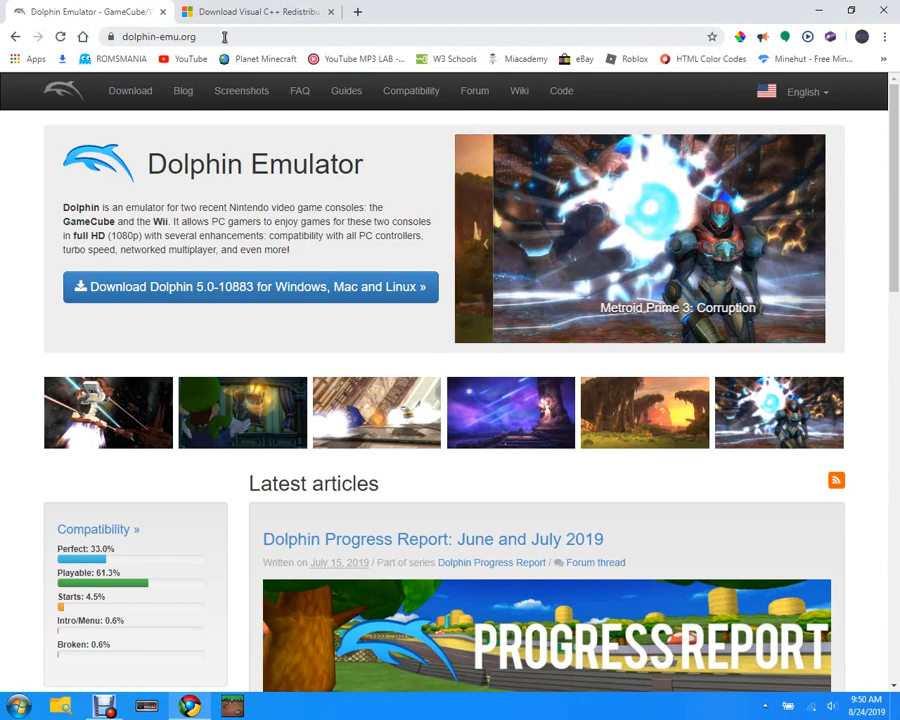 Dolphin Emulator - GameCube/W
Download Visual C++ Redistribu
dolphin-emu.org
Apps
ROMSMANIA
YouTube
Planet Minecraft
YouTube MP3 LAB -...
W3 Schools
Miacademy
eBay
Roblox
HTML Color Codes
Minehut - Free Min...
»
Download
Blog
Screenshots
FAQ
Guides
Compatibility
Forum
Wiki
Code
English
Dolphin Emulator
Dolphin is an emulator for two recent Nintendo video game consoles: the
GameCube and the Wii. It allows PC gamers to enjoy games for these two consoles
in full HD (1080p) with several enhancements: compatibility with all PC controllers,
turbo speed, networked multiplayer, and even more!
Download Dolphin 5.0-10883 for Windows, Mac and Linux »
Metroid Prime 3: Corruption
Latest articles
Compatibility »
Perfect: 33.0%
Playable: 61.3%
Starts: 4.5%
Intro/Menu: 0.6%
Broken: 0.6%
Dolphin Progress Report: June and July 2019
Written on July 15, 2019 / Part of series Dolphin Progress Report / Forum thread
PROGRESS REPORT
9:50 AM
8/24/2019